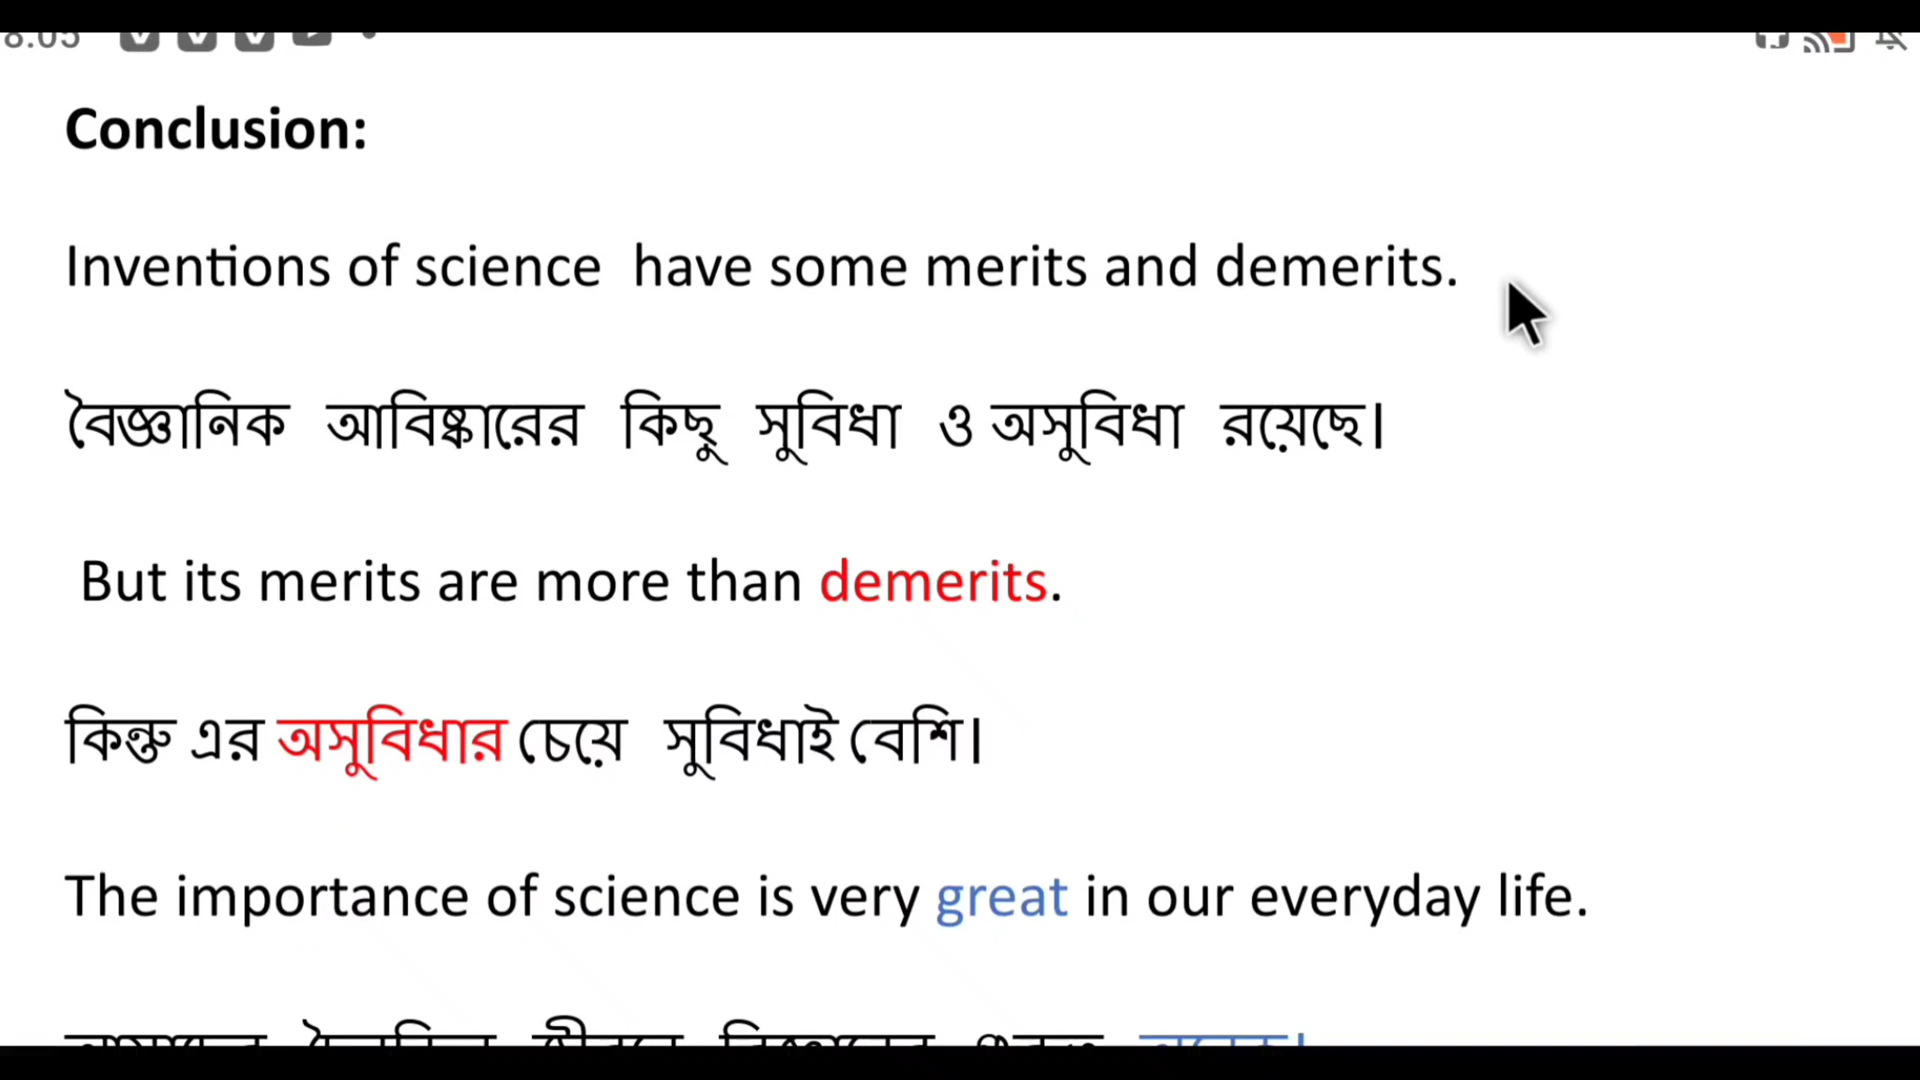 Conclusion:
Inventions of science have some merits and demerits.
বৈজ্ঞানিক আবিষ্কারের কিছু সুবিধা ও অসুবিধা রয়েছে।
But its merits are more than demerits.
কিন্তু এর অসুবিধার চেয়ে সুবিধাই বেশি।
The importance of science is very great in our everyday life.